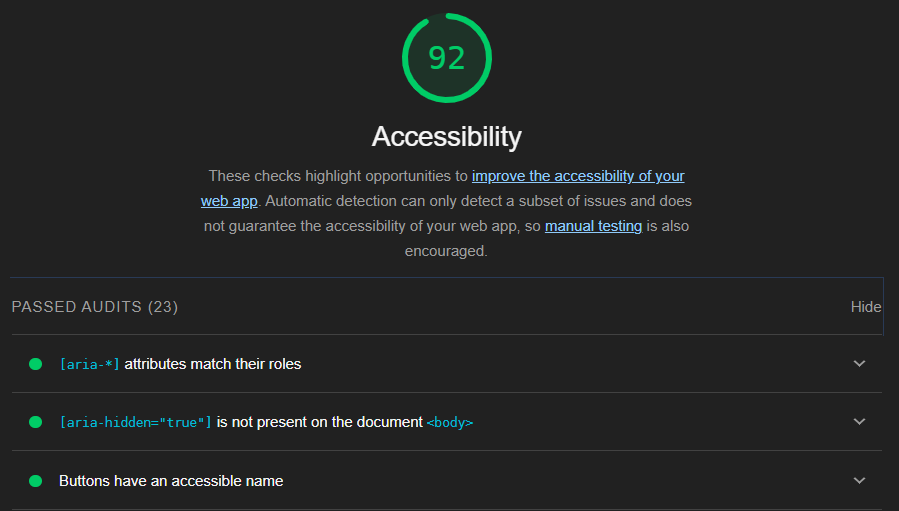 92
Accessibility
These checks highlight opportunities to improve the accessibility of your
web app. Automatic detection can only detect a subset of issues and does
not guarantee the accessibility of your web app, so manual testing is also
encouraged.
PASSED AUDITS (23) Hide
[aria-*] attributes match their roles
[aria-hidden="true"] is not present on the document <body>
Buttons have an accessible name